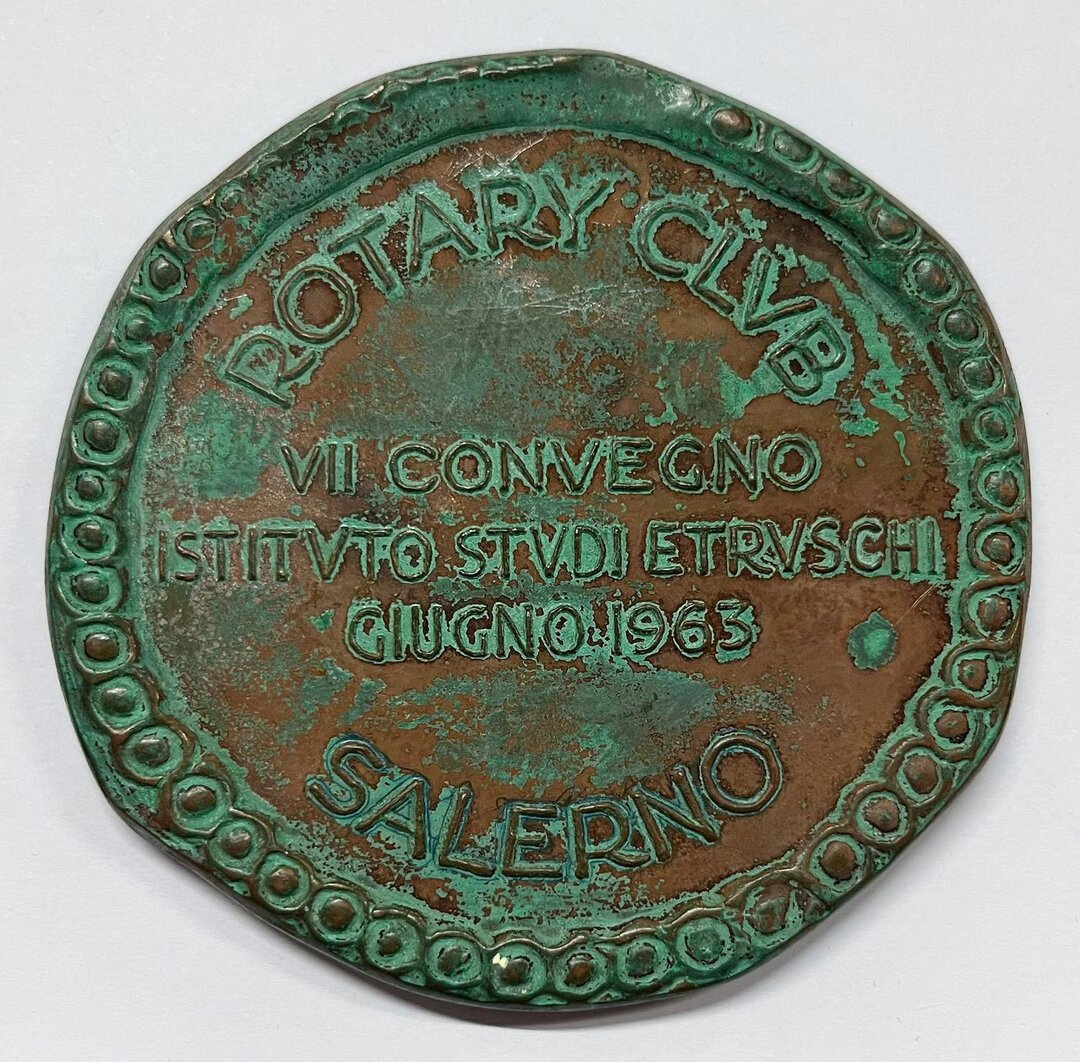 ROTARY · CLVB
VII CONVEGNO
ISTITVTO STVDI ETRVSCHI
GIUGNO · 1963
SALERNO